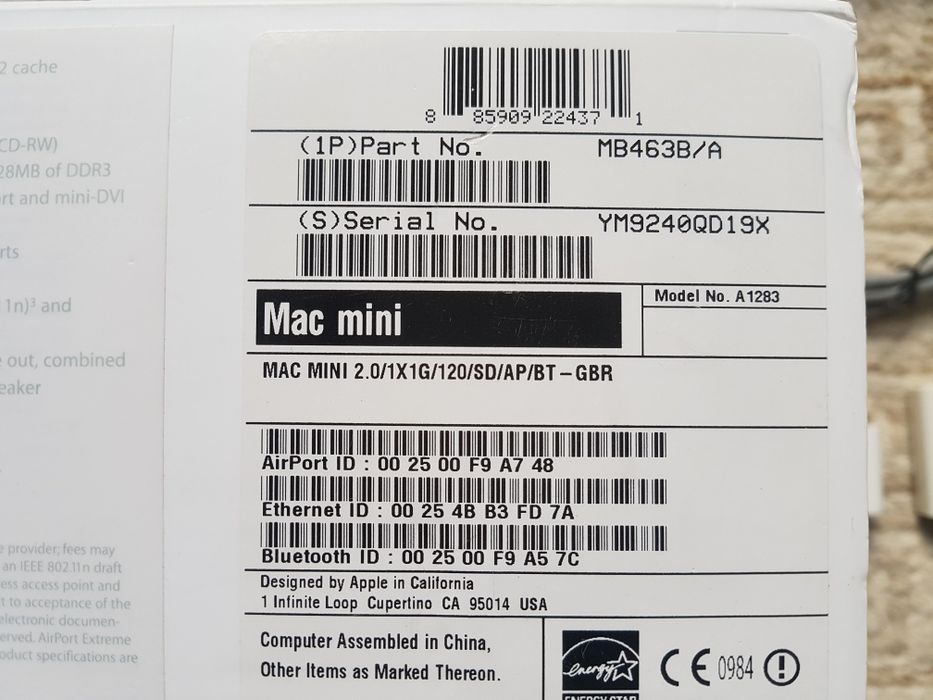 2 cache
CD-RW)
28MB of DDR3
rt and mini-DVI
rts
11n)³ and
e out, combined
eaker
e provider; fees may
an IEEE 802.11n draft
ess access point and
t to acceptance of the
electronic documen-
erved. AirPort Extreme
oduct specifications are
8 85909 22437 1
(1P)Part No. MB463B/A
(S)Serial No. YM9240QD19X
Mac mini
Model No. A1283
MAC MINI 2.0/1X1G/120/SD/AP/BT-GBR
AirPort ID : 00 25 00 F9 A7 48
Ethernet ID : 00 25 4B B3 FD 7A
Bluetooth ID : 00 25 00 F9 A5 7C
Designed by Apple in California
1 Infinite Loop Cupertino CA 95014 USA
Computer Assembled in China,
Other Items as Marked Thereon.
energy
ENERGY STAR
CE 0984